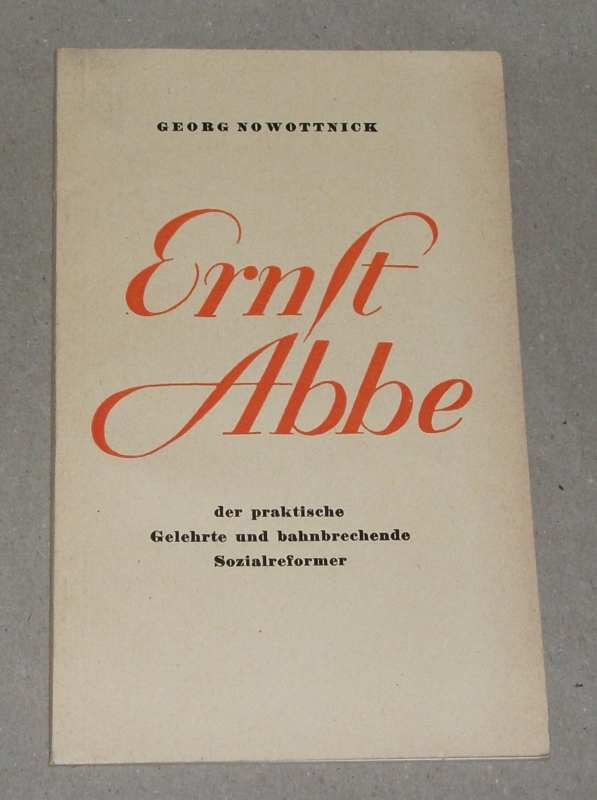 GEORG NOWOTTNICK
Ernſt
Abbe
der praktische
Gelehrte und bahnbrechende
Sozialreformer